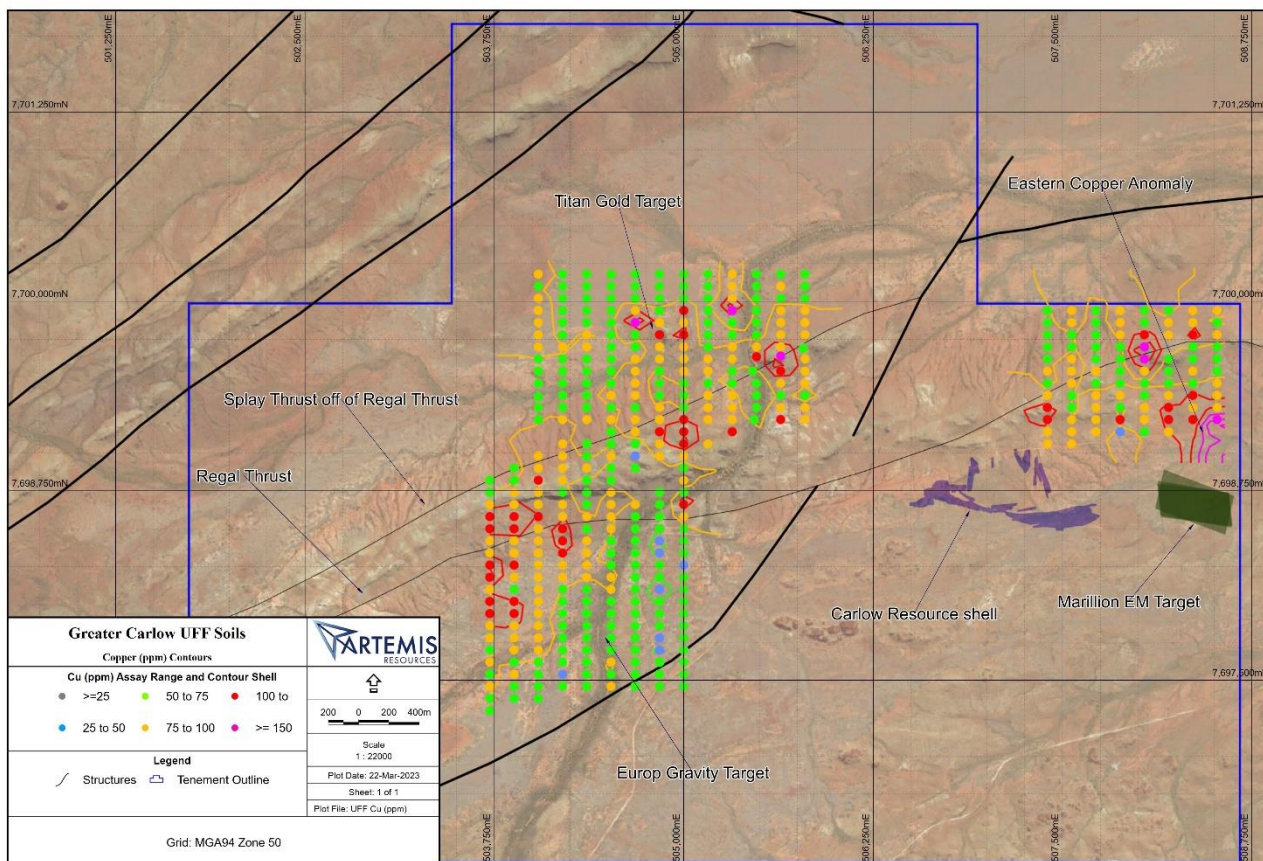 501,250mE
502,500mE
503,750mE
505,000mE
506,250mE
507,500mE
508,750mE
7,701,250mN
7,701,250mN
Eastern Copper Anomaly
Titan Gold Target
7,700,000mN
7,700,000mN
Splay Thrust off of Regal Thrust
Regal Thrust
7,698,750mN
7,698,750mN
Carlow Resource shell
Marillion EM Target
7,697,500mN
Europ Gravity Target
503,750mE
505,000mE
506,250mE
507,500mE
508,750mE
Greater Carlow UFF Soils
Copper (ppm) Contours
Cu (ppm) Assay Range and Contour Shell
>=25
50 to 75
100 to
25 to 50
75 to 100
>= 150
Legend
Structures
Tenement Outline
Grid: MGA94 Zone 50
ARTEMIS
RESOURCES
200 0 200 400m
Scale
1 : 22000
Plot Date: 22-Mar-2023
Sheet: 1 of 1
Plot File: UFF Cu (ppm)